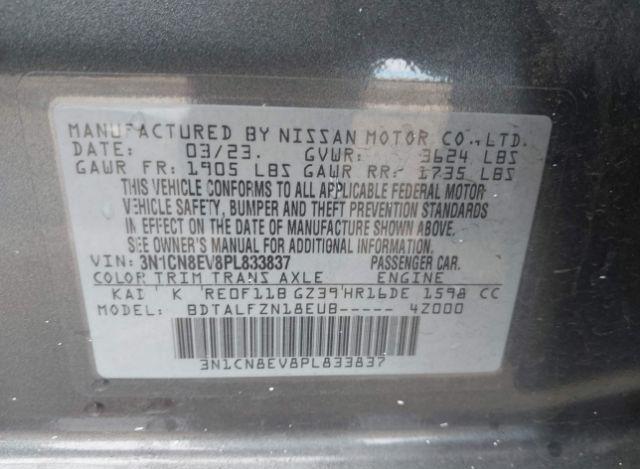 MANUFACTURED BY NISSAN MOTOR CO., LTD.
DATE: 03/23. GVWR: 3624 LBS
GAWR FR: 1905 LBS GAWR RR: 1735 LBS
THIS VEHICLE CONFORMS TO ALL APPLICABLE FEDERAL MOTOR
VEHICLE SAFETY, BUMPER AND THEFT PREVENTION STANDARDS
IN EFFECT ON THE DATE OF MANUFACTURE SHOWN ABOVE.
SEE OWNER'S MANUAL FOR ADDITIONAL INFORMATION.
VIN: 3N1CN8EV8PL833837 PASSENGER CAR.
COLOR TRIM TRANS AXLE ENGINE
KAD K RE0F11B GZ39 HR16DE 1598 CC
MODEL: BDTALFZN18EUB----- 4Z000
3N1CN8EV8PL833837